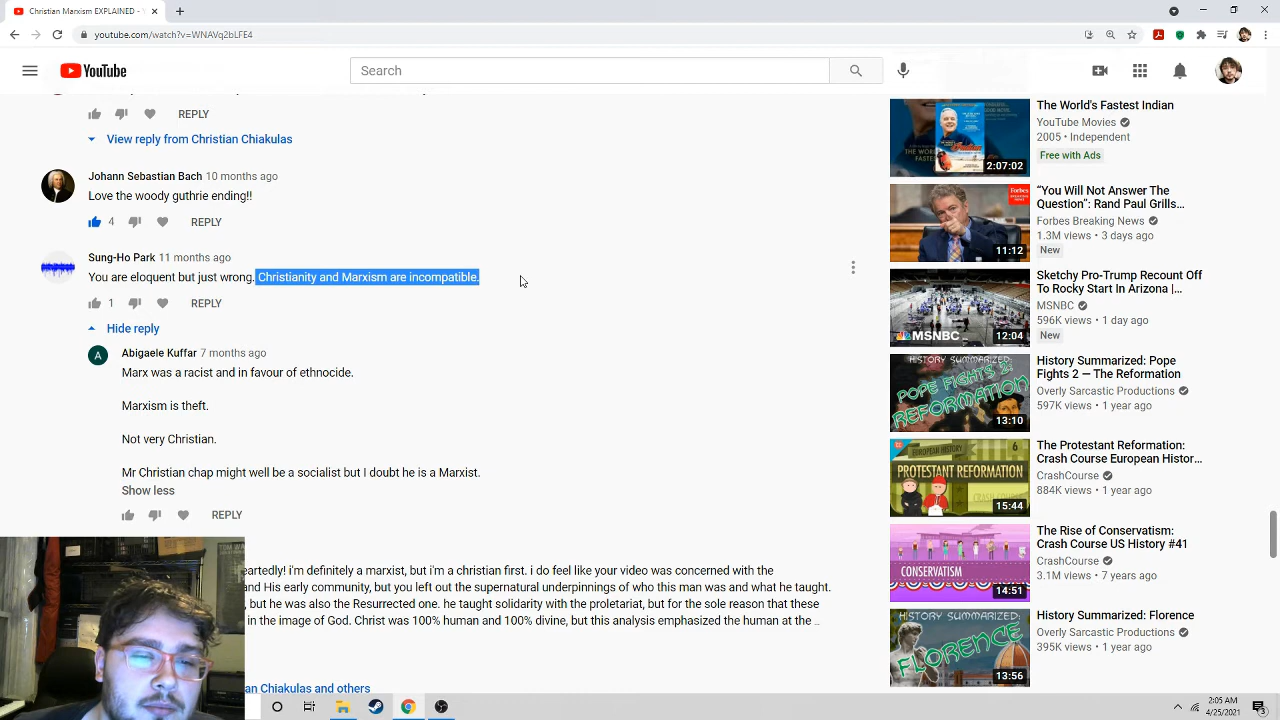 Christian Marxism EXPLAINED - Y
youtube.com/watch?v=WNAVq2bLFE4
YouTube
Search
REPLY
View reply from Christian Chiakulas
Johann Sebastian Bach 10 months ago
Love the woody guthrie ending!!
4 REPLY
Sung-Ho Park 11 months ago
You are eloquent but just wrong. Christianity and Marxism are incompatible.
1 REPLY
Hide reply
A
Abigaele Kuffar 7 months ago
Marx was a racist and in favour of ethnocide.
Marxism is theft.
Not very Christian.
Mr Christian chap might well be a socialist but I doubt he is a Marxist.
Show less
REPLY
eartedly! i'm definitely a marxist, but i'm a christian first. i do feel like your video was concerned with the
His early community, but you left out the supernatural underpinnings of who this man was and what he taught.
, but he was also the Resurrected one. he taught solidarity with the proletariat, but for the sole reason that these
Christ was 100% human and 100% divine, but this analysis emphasized the human at the ...
an Chiakulas and others
THE WORLD'S
2:07:02
The World's Fastest Indian
YouTube Movies
2005 • Independent
Free with Ads
Forbes
11:12
"You Will Not Answer The
Question": Rand Paul Grills...
Forbes Breaking News
1.3M views • 3 days ago
New
MSNBC
12:04
Sketchy Pro-Trump Recount Off
To Rocky Start In Arizona |...
MSNBC
596K views • 1 day ago
New
HISTORY SUMMARIZED:
POPE FIGHTS 2:
REFORMATION
13:10
History Summarized: Pope
Fights 2 — The Reformation
Overly Sarcastic Productions
597K views • 1 year ago
EUROPEAN HISTORY
6
PROTESTANT REFORMATION
15:44
The Protestant Reformation:
Crash Course European Histor...
CrashCourse
884K views • 1 year ago
CONSERVATISM
14:51
The Rise of Conservatism:
Crash Course US History #41
CrashCourse
3.1M views • 7 years ago
HISTORY SUMMARIZED:
FLORENCE
13:56
History Summarized: Florence
Overly Sarcastic Productions
395K views • 1 year ago
2:05 AM
4/25/2021